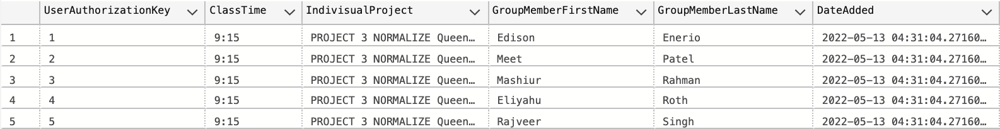 UserAuthorizationKey ClassTime IndivisualProject GroupMemberFirstName GroupMemberLastName DateAdded
1 1 9:15 PROJECT 3 NORMALIZE Queen… Edison Enerio 2022-05-13 04:31:04.27160…
2 2 9:15 PROJECT 3 NORMALIZE Queen… Meet Patel 2022-05-13 04:31:04.27160…
3 3 9:15 PROJECT 3 NORMALIZE Queen… Mashiur Rahman 2022-05-13 04:31:04.27160…
4 4 9:15 PROJECT 3 NORMALIZE Queen… Eliyahu Roth 2022-05-13 04:31:04.27160…
5 5 9:15 PROJECT 3 NORMALIZE Queen… Rajveer Singh 2022-05-13 04:31:04.27160…